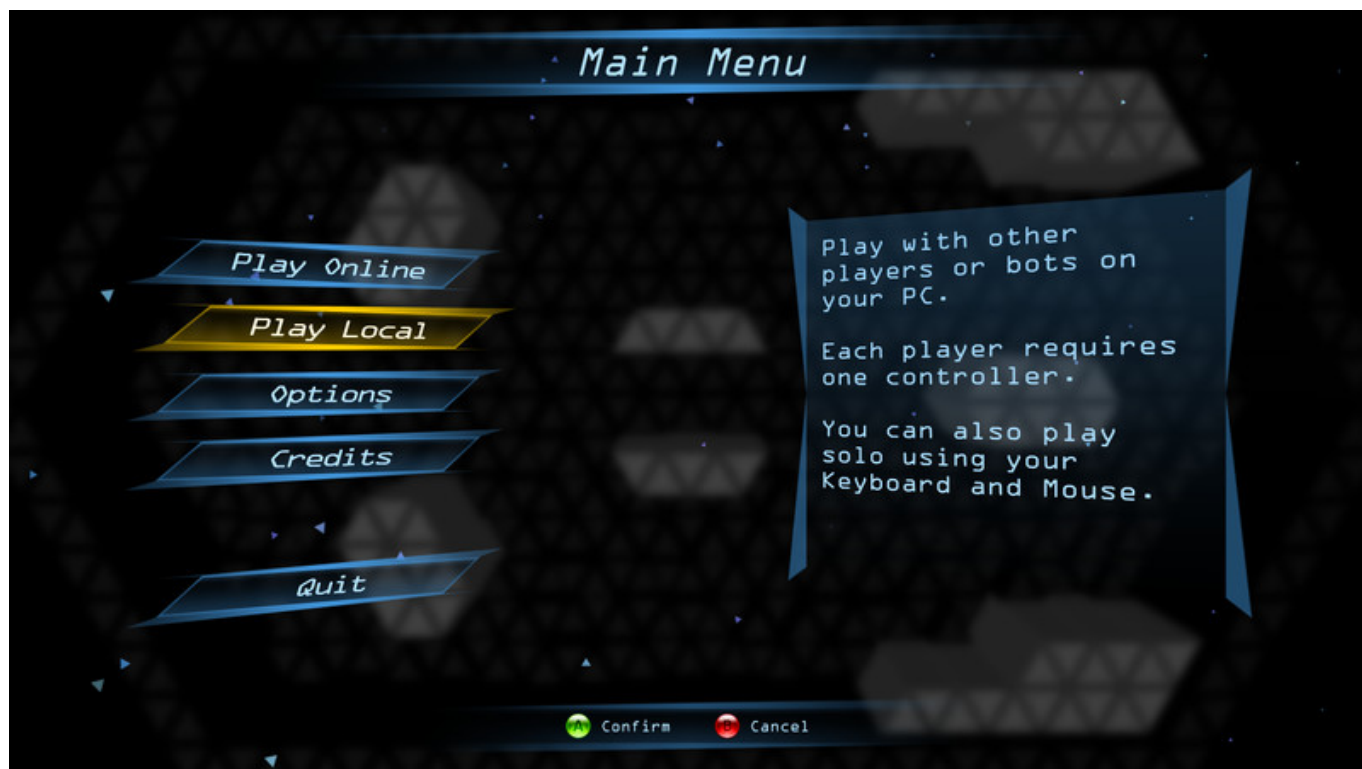 Main Menu
Play Online
Play Local
Options
Credits
Quit
Play with other
players or bots on
your PC.
Each player requires
one controller.
You can also play
solo using your
Keyboard and Mouse.
A Confirm B Cancel